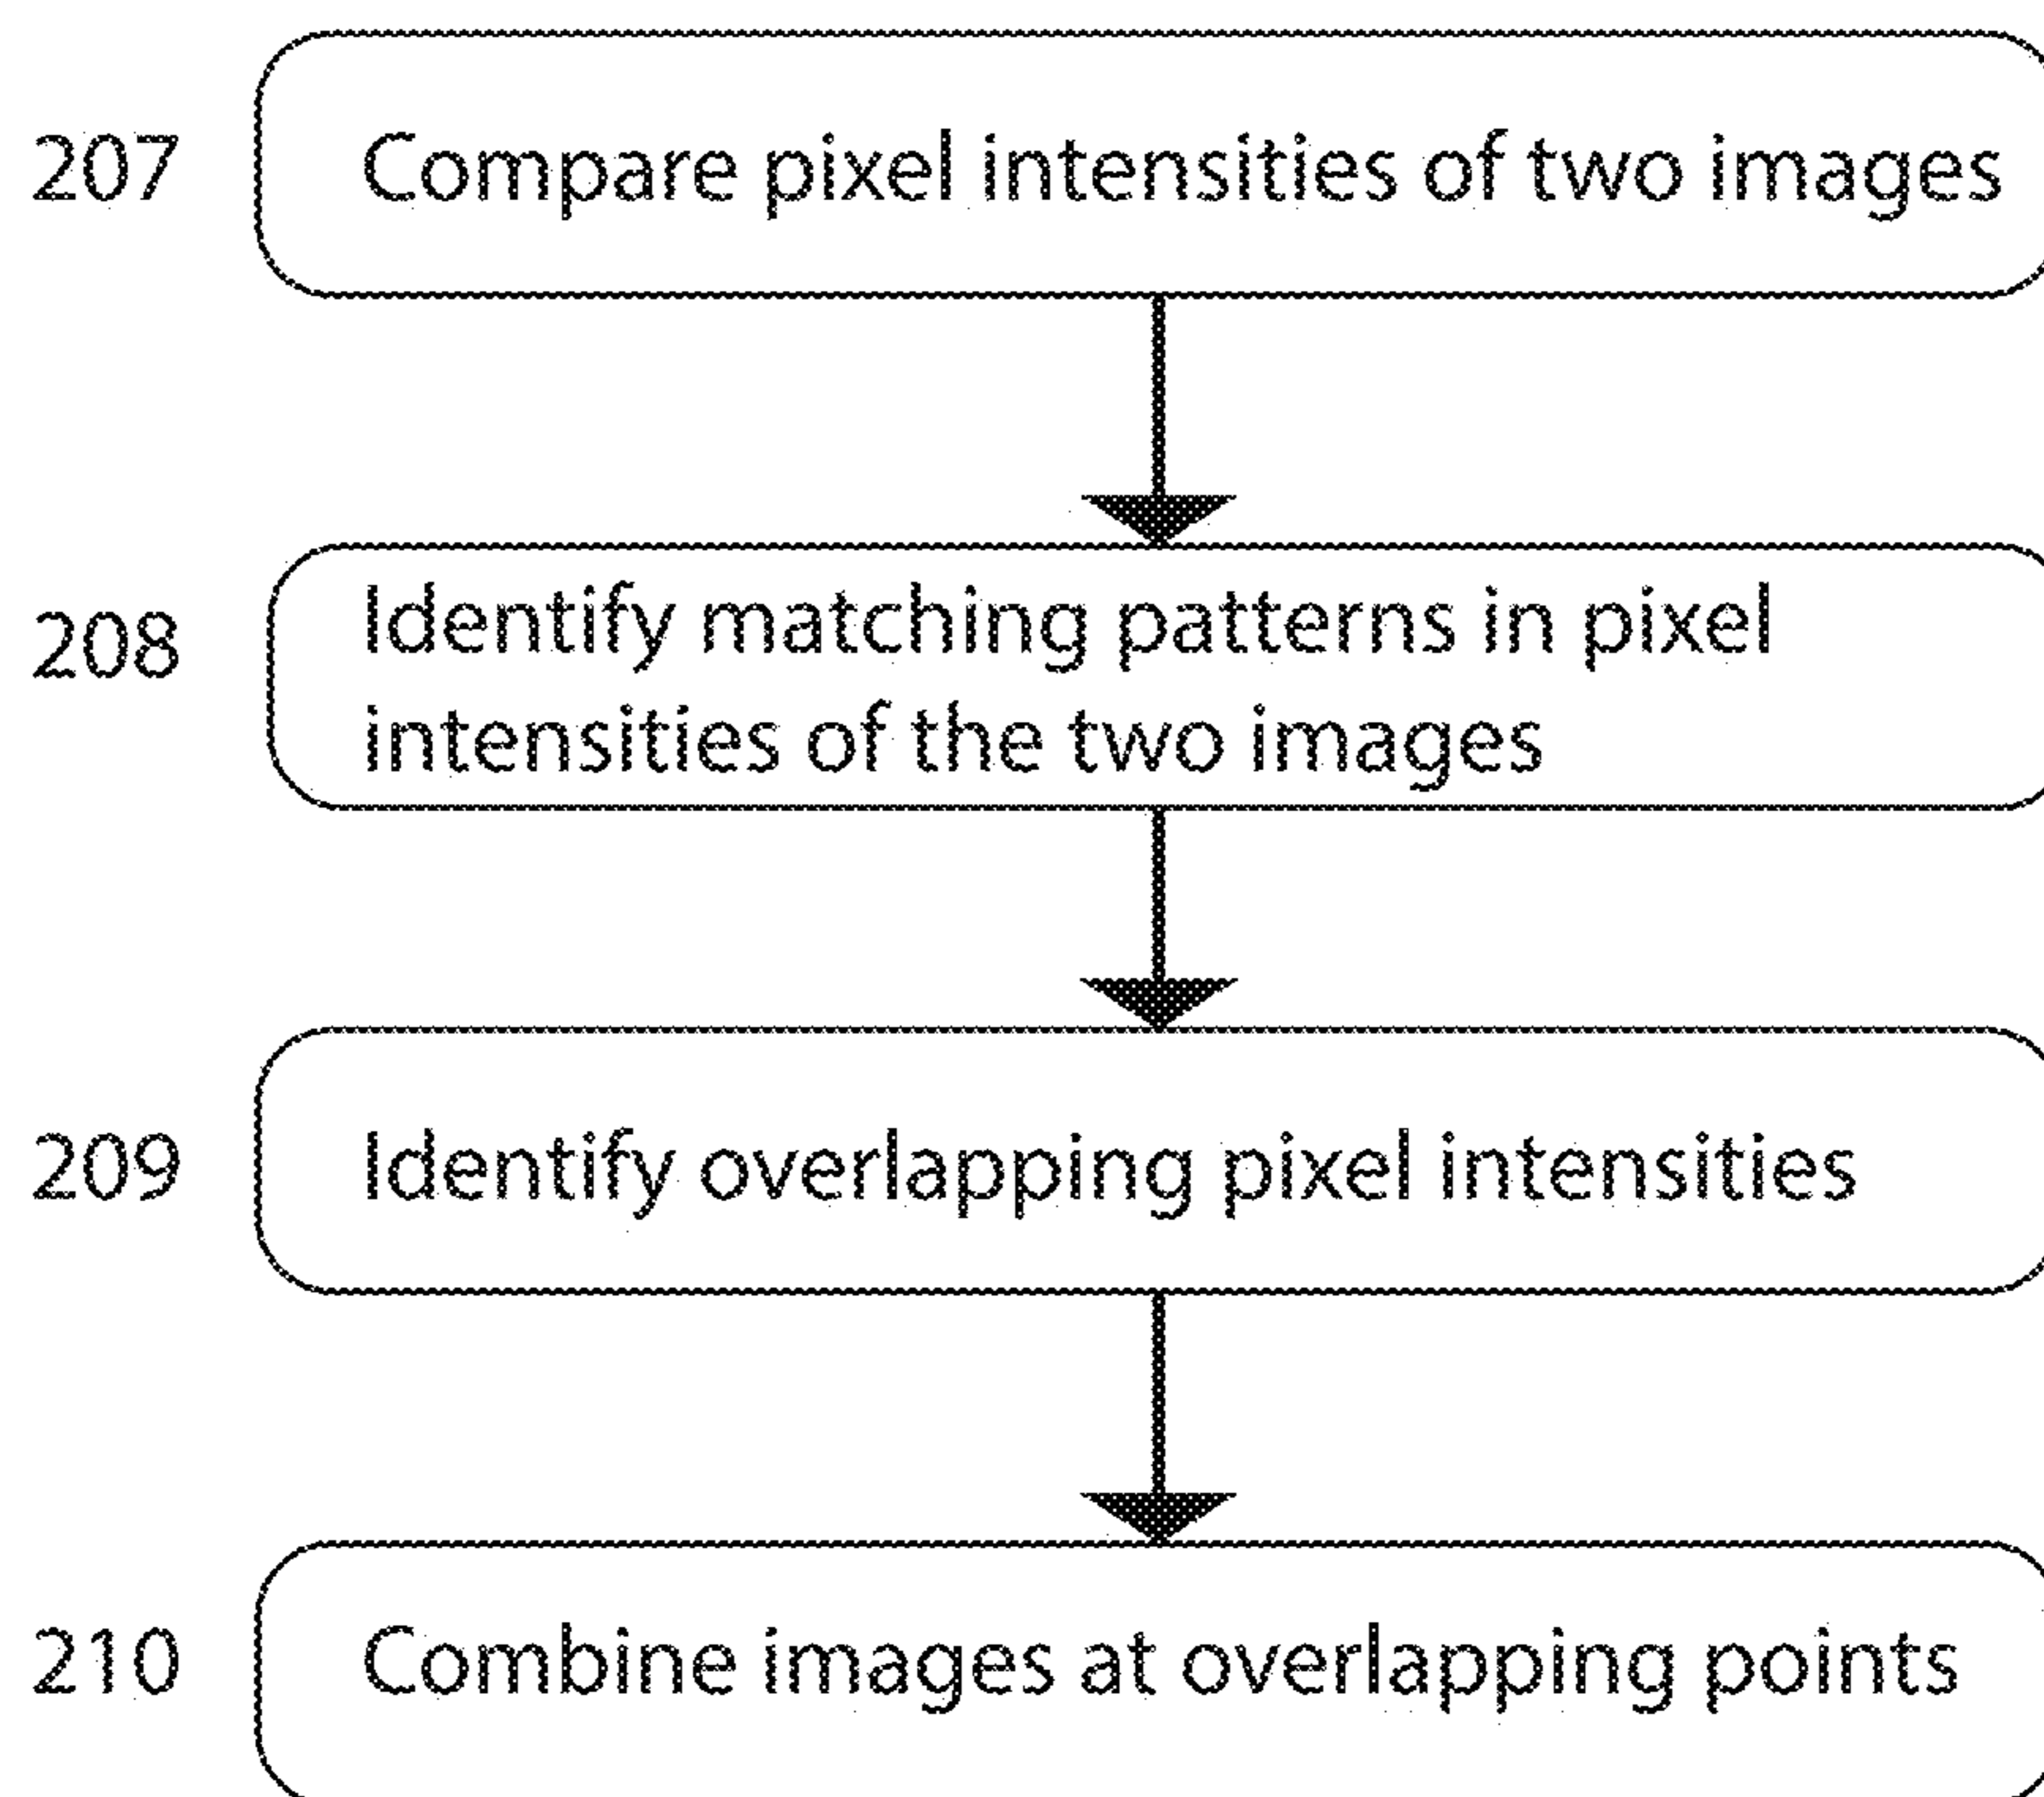 207
Compare pixel intensities of two images
208
Identify matching patterns in pixel
intensities of the two images
209
Identify overlapping pixel intensities
210
Combine images at overlapping points